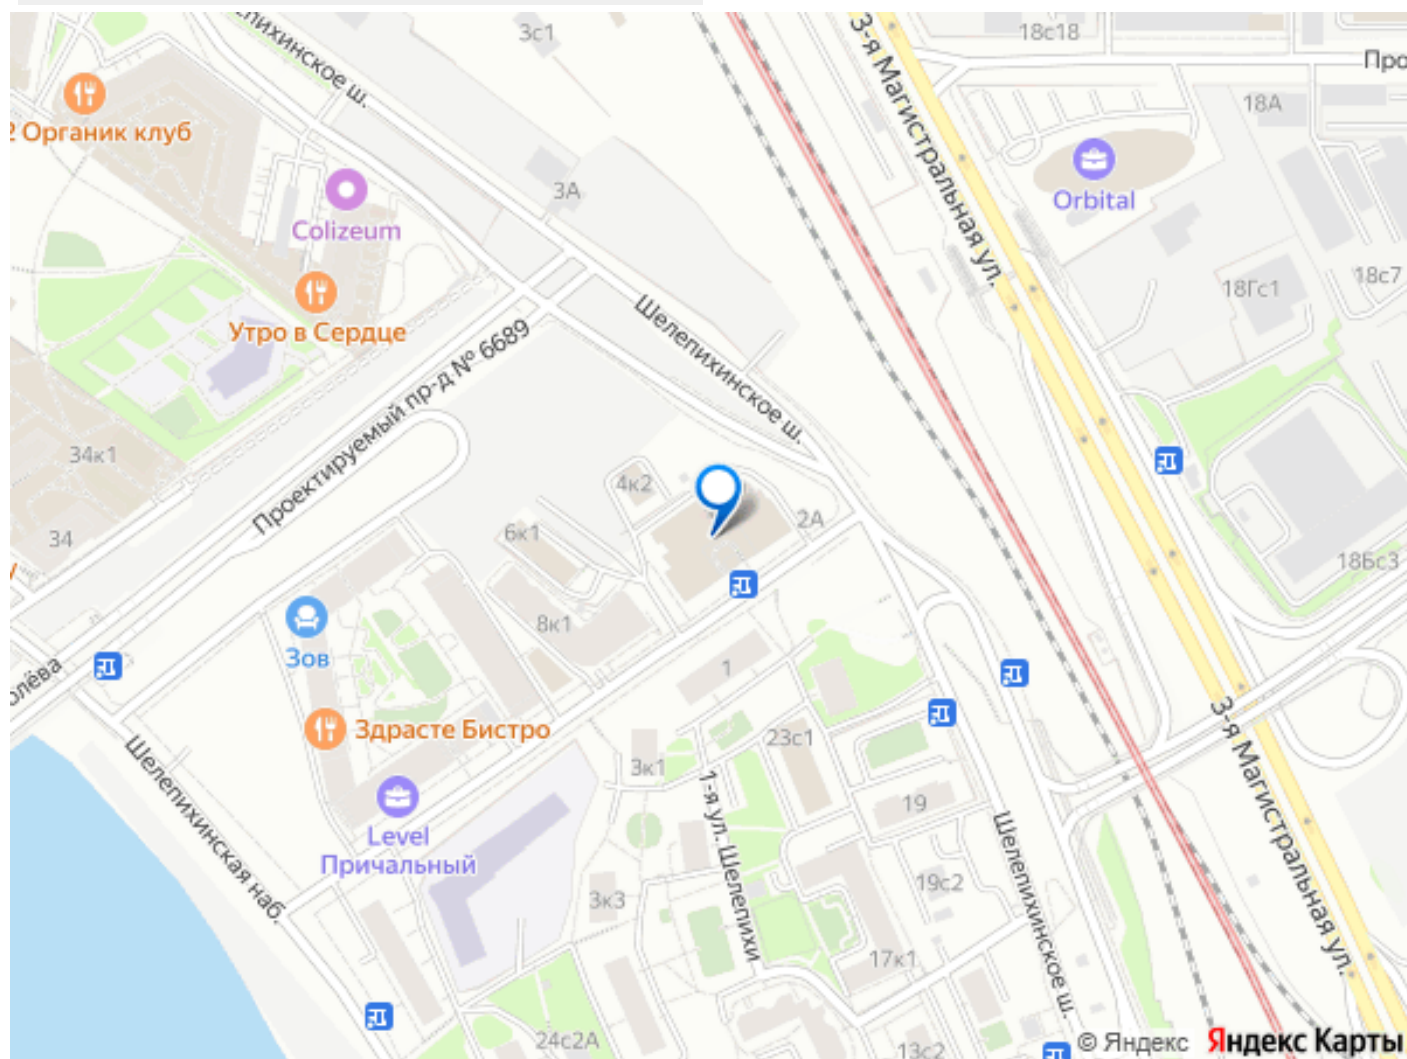 3с1
18с18
3-я Магистральная ул.
Про
18А
Органик клуб
Шелепихинское ш.
3А
Orbital
Colizeum
18Гс1
18с7
Утро в Сердце
Проектируемый пр-д № 6689
34к1
4к2
2А
34
6к1
18Бс3
8к1
Зов
1
Здрасте Бистро
23с1
3к1
1-я ул. Шелепихи
19
3-я Магистральная ул.
Level
Причальный
Шелепихинская наб.
19с2
Шелепихинское ш.
3к3
17к1
24с2А
13с2
© Яндекс Яндекс Карты